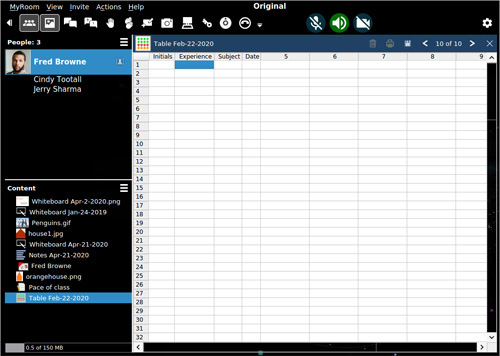 MyRoom View Invite Actions Help
Original
People: 3
Fred Browne
Cindy Tootall
Jerry Sharma
Content
Whiteboard Apr-2-2020.png
Whiteboard Jan-24-2019
Penguins.gif
house1.jpg
Whiteboard Apr-21-2020
Notes Apr-21-2020
Fred Browne
orangehouse.png
Pace of class
Table Feb-22-2020
0.5 of 150 MB
Table Feb-22-2020
10 of 10
Initials Experience Subject Date 5 6 7 8 9
1
2
3
4
5
6
7
8
9
10
11
12
13
14
15
16
17
18
19
20
21
22
23
24
25
26
27
28
29
30
31
32